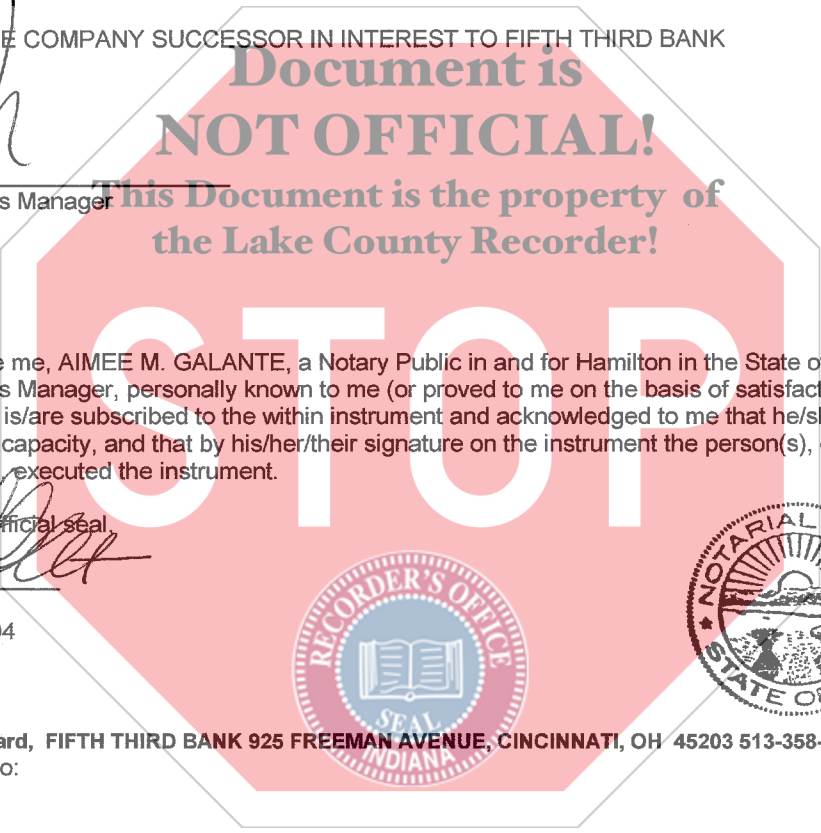 E COMPANY SUCCESSOR IN INTEREST TO FIFTH THIRD BANK
Document is
NOT OFFICIAL!
s Manager
This Document is the property of
the Lake County Recorder!
STOP
e me, AIMEE M. GALANTE, a Notary Public in and for Hamilton in the State o
s Manager, personally known to me (or proved to me on the basis of satisfact
is/are subscribed to the within instrument and acknowledged to me that he/s
capacity, and that by his/her/their signature on the instrument the person(s),
executed the instrument.
fficial seal,
NOTARIAL
STATE OF
RECORDER'S OFFICE
SEAL
INDIANA
04
ard, FIFTH THIRD BANK 925 FREEMAN AVENUE, CINCINNATI, OH 45203 513-358-
o: